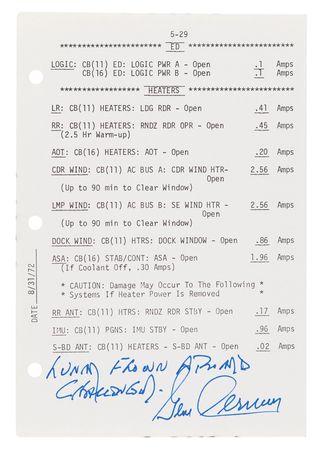 5-29
************************ ED ************************
LOGIC: CB(11) ED: LOGIC PWR A - Open .1 Amps
CB(16) ED: LOGIC PWR B - Open .1 Amps
******************** HEATERS *********************
LR: CB(11) HEATERS: LDG RDR - Open .41 Amps
RR: CB(11) HEATERS: RNDZ RDR OPR - Open .45 Amps
(2.5 Hr Warm-up)
AOT: CB(16) HEATERS: AOT - Open .20 Amps
CDR WIND: CB(11) AC BUS A: CDR WIND HTR- 2.56 Amps
Open
(Up to 90 min to Clear Window)
LMP WIND: CB(11) AC BUS B: SE WIND HTR - 2.56 Amps
Open
(Up to 90 min to Clear Window)
DOCK WIND: CB(11) HTRS: DOCK WINDOW - Open .86 Amps
ASA: CB(16) STAB/CONT: ASA - Open 1.96 Amps
(If Coolant Off, .30 Amps)
* CAUTION: Damage May Occur To The Following *
* Systems If Heater Power Is Removed *
RR ANT: CB(11) HTRS: RNDZ RDR STBY - Open .17 Amps
IMU: CB(11) PGNS: IMU STBY - Open .96 Amps
S-BD ANT: CB(11) HEATERS - S-BD ANT - Open .02 Amps
DATE 8/31/72
LUNAR FLOWN ABOARD
CHALLENGER.
Gene Cernan